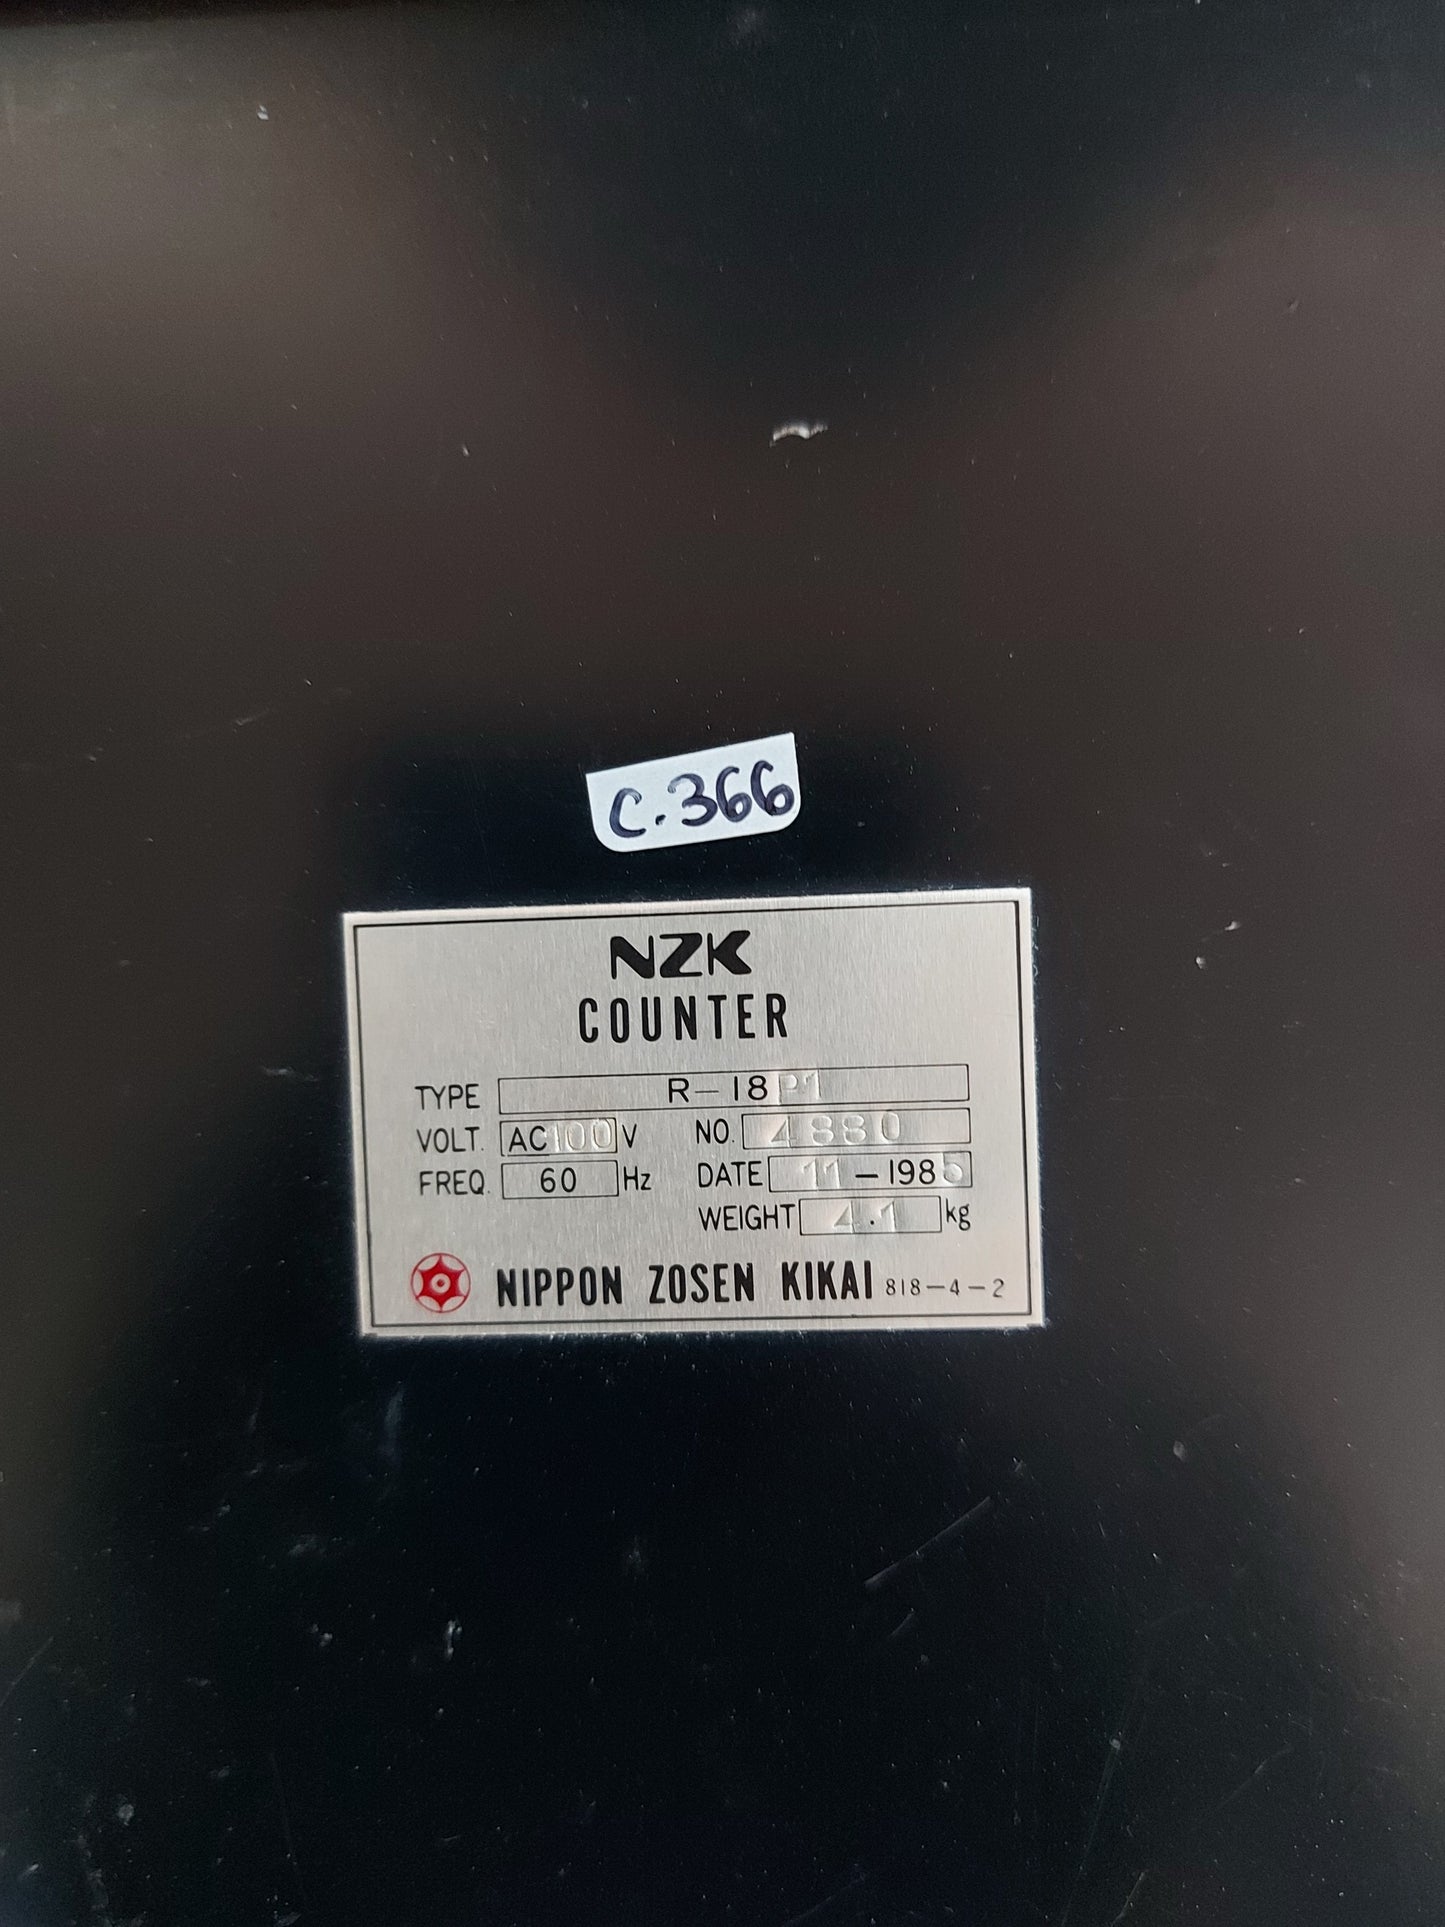 C.366
NZK
COUNTER
TYPE R-18P1
VOLT. AC100V NO. 4880
FREQ. 60 Hz DATE 11-1985
WEIGHT 4.1 kg
NIPPON ZOSEN KIKAI 818-4-2